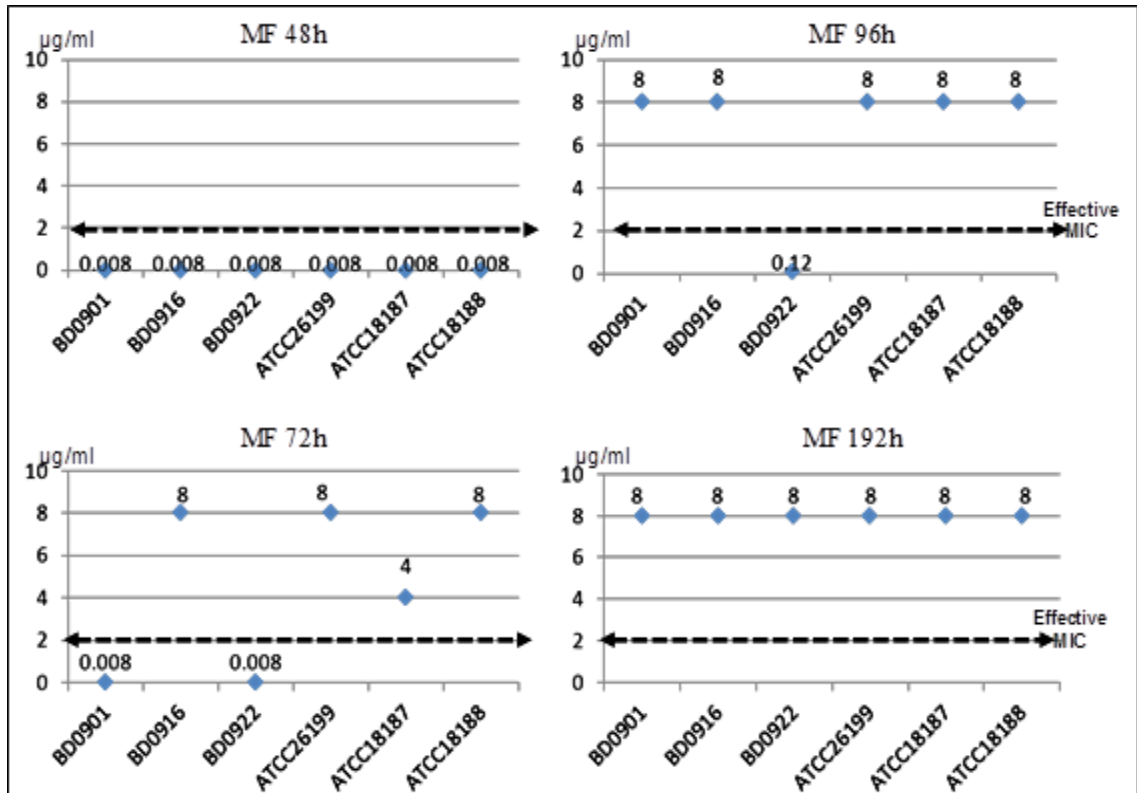 MF 48h
µg/ml
10
8
6
4
2
0
0.008 0.008 0.008 0.008 0.008 0.008
BD0901 BD0916 BD0922 ATCC26199 ATCC18187 ATCC18188
MF 96h
µg/ml
10
8
6
4
2
0
8 8 8 8 8
0.12
Effective
MIC
BD0901 BD0916 BD0922 ATCC26199 ATCC18187 ATCC18188
MF 72h
µg/ml
10
8
6
4
2
0
8 8 8
4
0.008 0.008
BD0901 BD0916 BD0922 ATCC26199 ATCC18187 ATCC18188
MF 192h
µg/ml
10
8
6
4
2
0
8 8 8 8 8 8
Effective
MIC
BD0901 BD0916 BD0922 ATCC26199 ATCC18187 ATCC18188